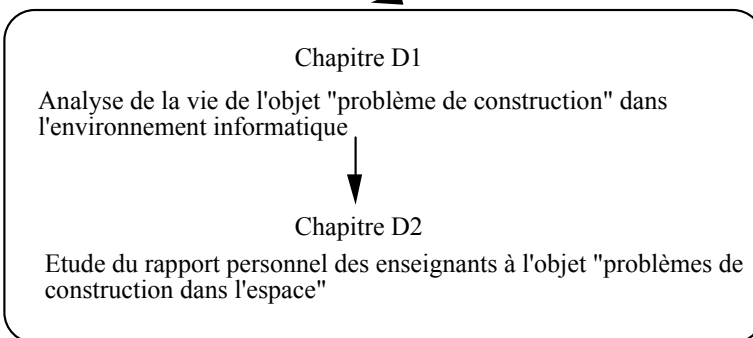 Chapitre D1
Analyse de la vie de l'objet "problème de construction" dans
l'environnement informatique
Chapitre D2
Etude du rapport personnel des enseignants à l'objet "problèmes de
construction dans l'espace"